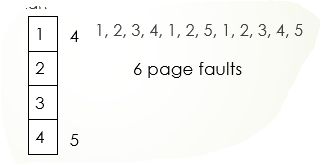 1 4 1, 2, 3, 4, 1, 2, 5, 1, 2, 3, 4, 5
2 6 page faults
3
4 5